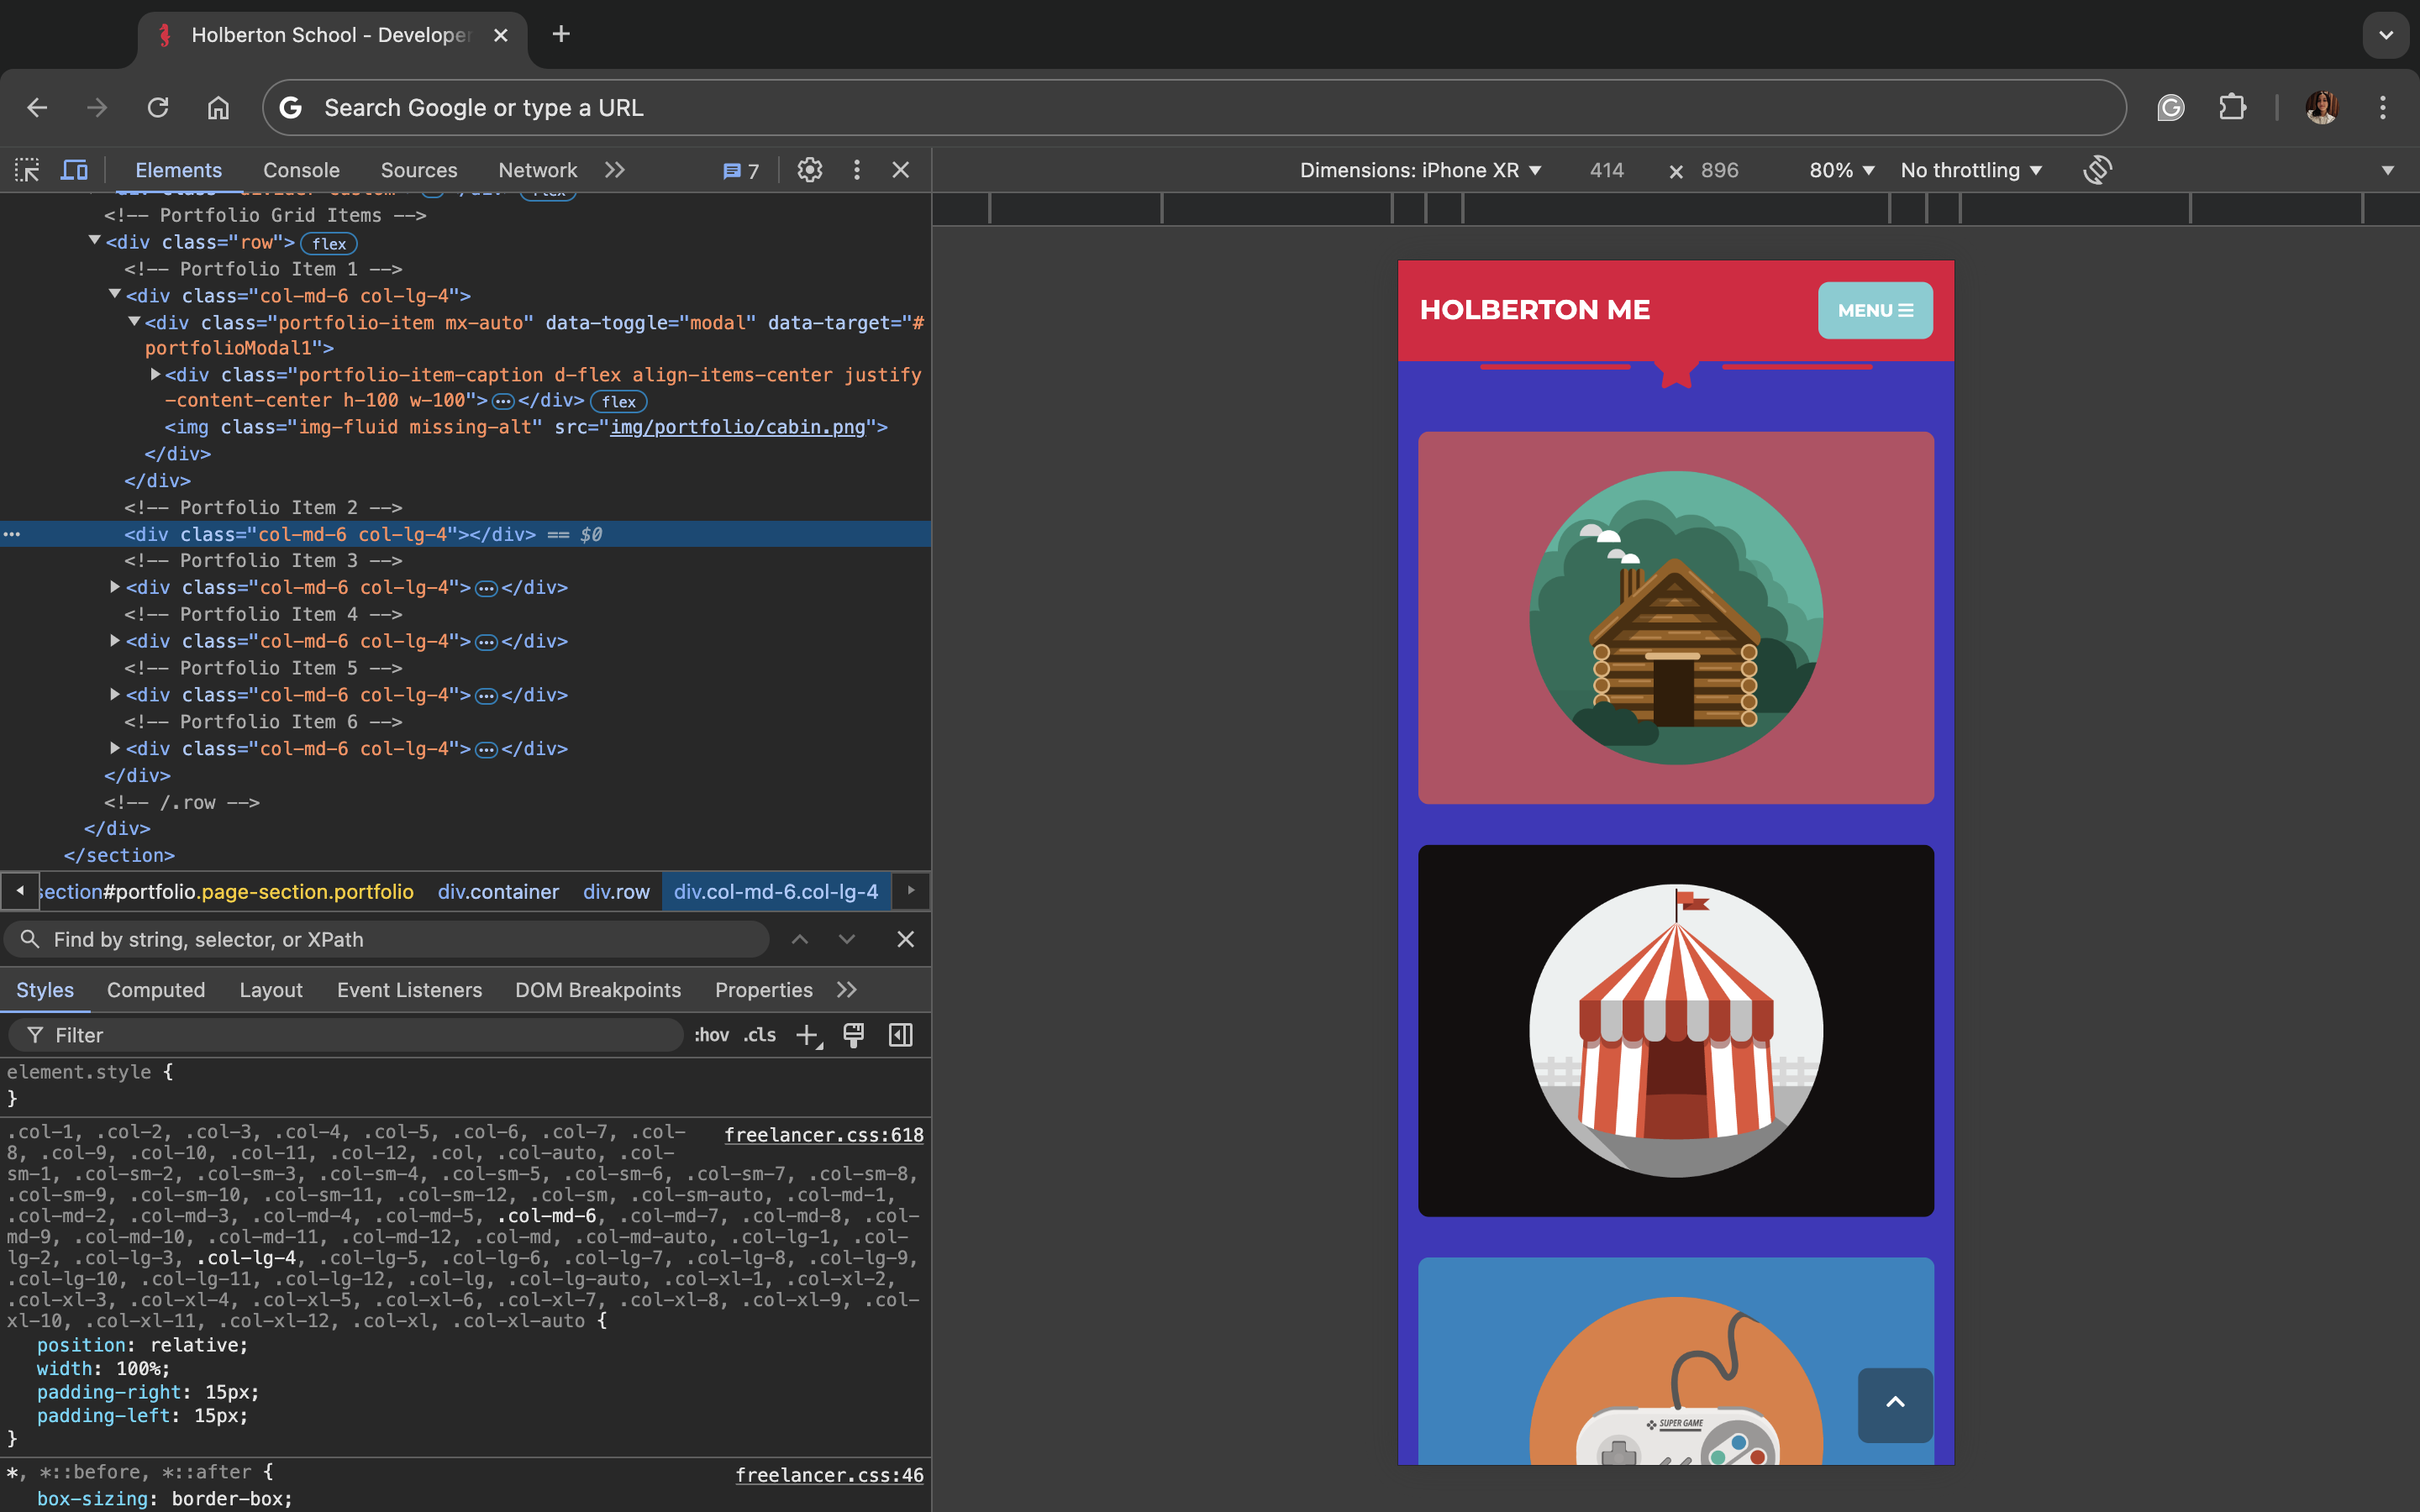 Holberton School - Develope
Search Google or type a URL
Elements Console Sources Network 7
Dimensions: iPhone XR 414 × 896 80% No throttling
<!-- Portfolio Grid Items -->
<div class="row"> flex
<!-- Portfolio Item 1 -->
<div class="col-md-6 col-lg-4">
<div class="portfolio-item mx-auto" data-toggle="modal" data-target="#
portfolioModal1">
<div class="portfolio-item-caption d-flex align-items-center justify
-content-center h-100 w-100">…</div> flex
<img class="img-fluid missing-alt" src="img/portfolio/cabin.png">
</div>
</div>
<!-- Portfolio Item 2 -->
… <div class="col-md-6 col-lg-4"></div> == $0
<!-- Portfolio Item 3 -->
<div class="col-md-6 col-lg-4">…</div>
<!-- Portfolio Item 4 -->
<div class="col-md-6 col-lg-4">…</div>
<!-- Portfolio Item 5 -->
<div class="col-md-6 col-lg-4">…</div>
<!-- Portfolio Item 6 -->
<div class="col-md-6 col-lg-4">…</div>
</div>
<!-- /.row -->
</div>
</section>
section#portfolio.page-section.portfolio div.container div.row div.col-md-6.col-lg-4
Find by string, selector, or XPath
Styles Computed Layout Event Listeners DOM Breakpoints Properties
Filter :hov .cls
element.style {
}
.col-1, .col-2, .col-3, .col-4, .col-5, .col-6, .col-7, .col- freelancer.css:618
8, .col-9, .col-10, .col-11, .col-12, .col, .col-auto, .col-
sm-1, .col-sm-2, .col-sm-3, .col-sm-4, .col-sm-5, .col-sm-6, .col-sm-7, .col-sm-8,
.col-sm-9, .col-sm-10, .col-sm-11, .col-sm-12, .col-sm, .col-sm-auto, .col-md-1,
.col-md-2, .col-md-3, .col-md-4, .col-md-5, .col-md-6, .col-md-7, .col-md-8, .col-
md-9, .col-md-10, .col-md-11, .col-md-12, .col-md, .col-md-auto, .col-lg-1, .col-
lg-2, .col-lg-3, .col-lg-4, .col-lg-5, .col-lg-6, .col-lg-7, .col-lg-8, .col-lg-9,
.col-lg-10, .col-lg-11, .col-lg-12, .col-lg, .col-lg-auto, .col-xl-1, .col-xl-2,
.col-xl-3, .col-xl-4, .col-xl-5, .col-xl-6, .col-xl-7, .col-xl-8, .col-xl-9, .col-
xl-10, .col-xl-11, .col-xl-12, .col-xl, .col-xl-auto {
position: relative;
width: 100%;
padding-right: 15px;
padding-left: 15px;
}
*, *::before, *::after { freelancer.css:46
box-sizing: border-box;
HOLBERTON ME
MENU
SUPER GAME